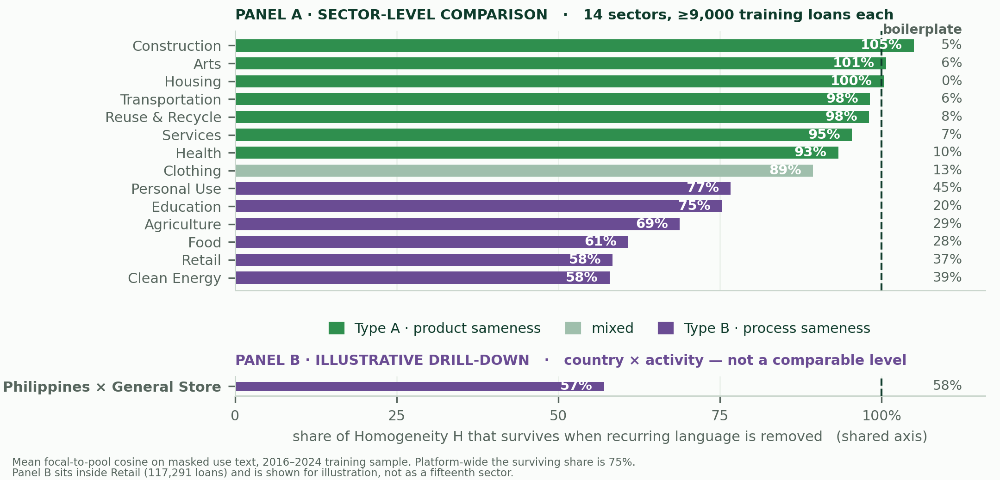 PANEL A · SECTOR-LEVEL COMPARISON · 14 sectors, ≥9,000 training loans each
boilerplate
Construction 105% 5%
Arts 101% 6%
Housing 100% 0%
Transportation 98% 6%
Reuse & Recycle 98% 8%
Services 95% 7%
Health 93% 10%
Clothing 89% 13%
Personal Use 77% 45%
Education 75% 20%
Agriculture 69% 29%
Food 61% 28%
Retail 58% 37%
Clean Energy 58% 39%
Type A · product sameness mixed Type B · process sameness
PANEL B · ILLUSTRATIVE DRILL-DOWN · country × activity — not a comparable level
Philippines × General Store 57% 58%
0 25 50 75 100%
share of Homogeneity H that survives when recurring language is removed (shared axis)
Mean focal-to-pool cosine on masked use text, 2016–2024 training sample. Platform-wide the surviving share is 75%.
Panel B sits inside Retail (117,291 loans) and is shown for illustration, not as a fifteenth sector.